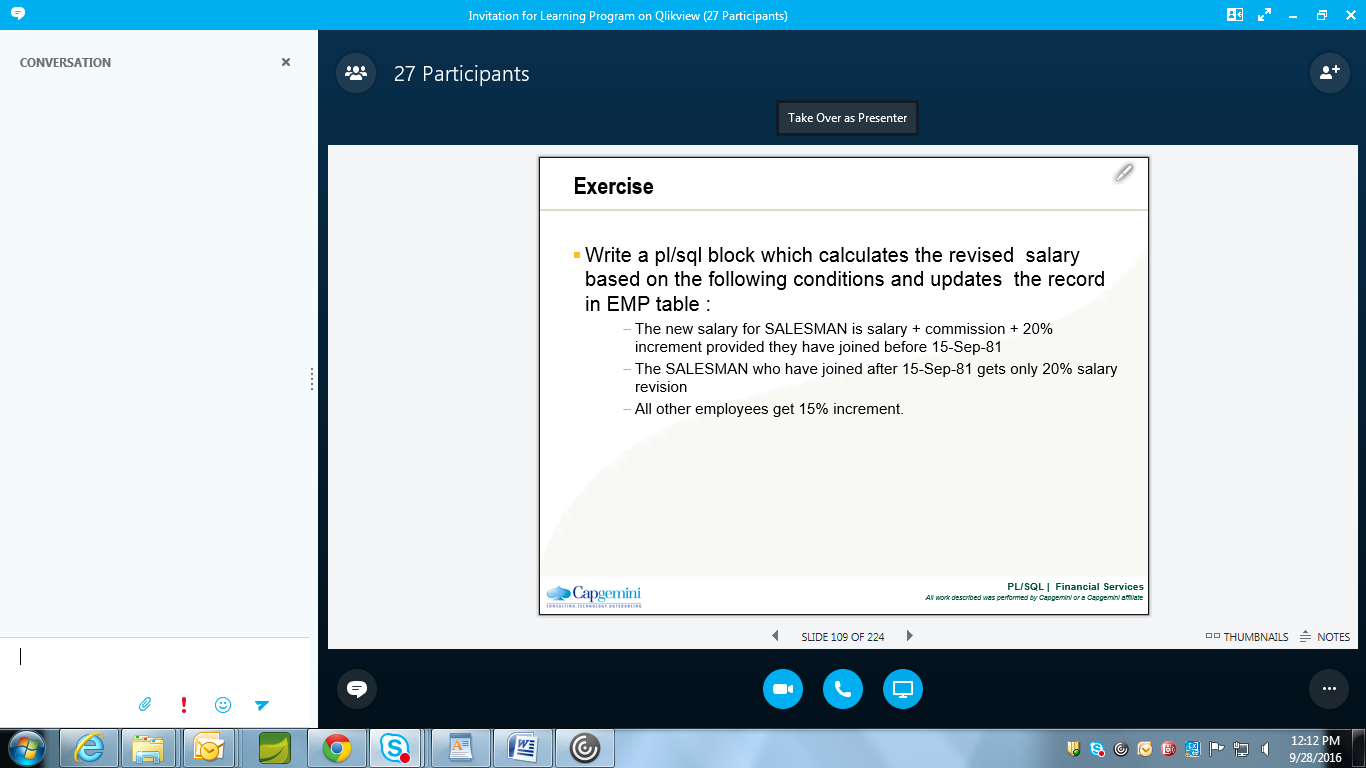 Invitation for Learning Program on Qlikview (27 Participants)
CONVERSATION
27 Participants
Take Over as Presenter
Exercise
Write a pl/sql block which calculates the revised salary
based on the following conditions and updates the record
in EMP table :
– The new salary for SALESMAN is salary + commission + 20%
increment provided they have joined before 15-Sep-81
– The SALESMAN who have joined after 15-Sep-81 gets only 20% salary
revision
– All other employees get 15% increment.
Capgemini
CONSULTING.TECHNOLOGY.OUTSOURCING
PL/SQL | Financial Services
All work described was performed by Capgemini or a Capgemini affiliate
SLIDE 109 OF 224
THUMBNAILS
NOTES
12:12 PM
9/28/2016